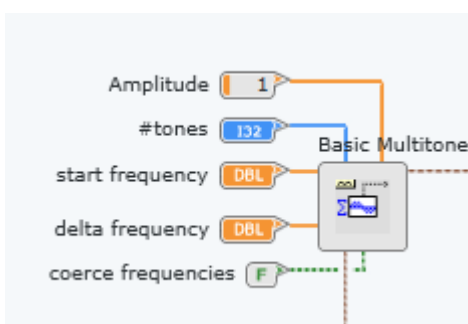 Amplitude 1
#tones I32
Basic Multitone
start frequency DBL
delta frequency DBL
Σ
coerce frequencies F